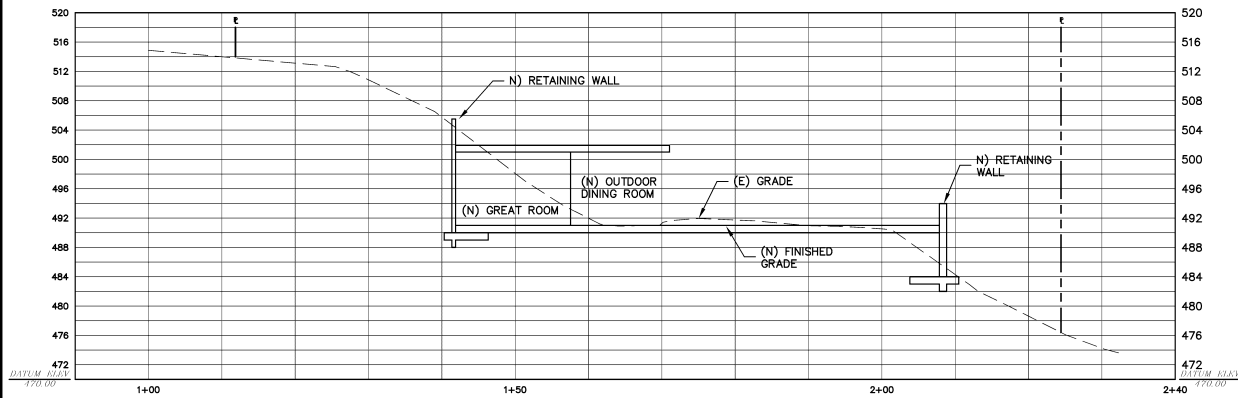 520 520
℄ ℄
516 516
512 512
N) RETAINING WALL
508 508
504 504
500 N) RETAINING 500
WALL
(N) OUTDOOR
DINING ROOM
(E) GRADE
496 496
(N) GREAT ROOM
492 492
488 488
(N) FINISHED
GRADE
484 484
480 480
476 476
472 472
DATUM ELEV
470.00
DATUM ELEV
470.00
1+00 1+50 2+00 2+40